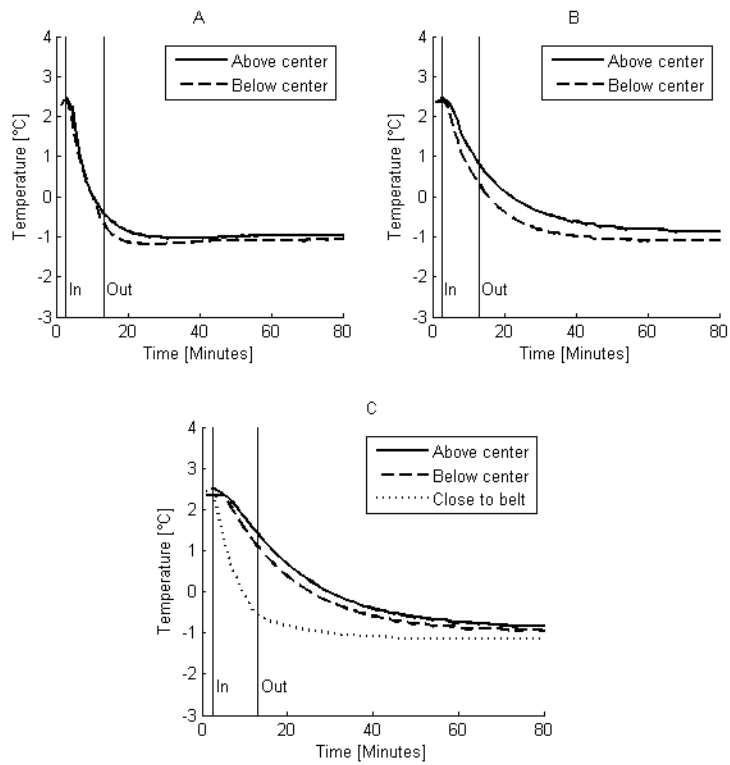 A
4
3
2
1
0
-1
-2
-3
Temperature [°C]
Above center
Below center
In
Out
0
20
40
60
80
Time [Minutes]
B
4
3
2
1
0
-1
-2
-3
Temperature [°C]
Above center
Below center
In
Out
0
20
40
60
80
Time [Minutes]
C
4
3
2
1
0
-1
-2
-3
Temperature [°C]
Above center
Below center
Close to belt
In
Out
0
20
40
60
80
Time [Minutes]